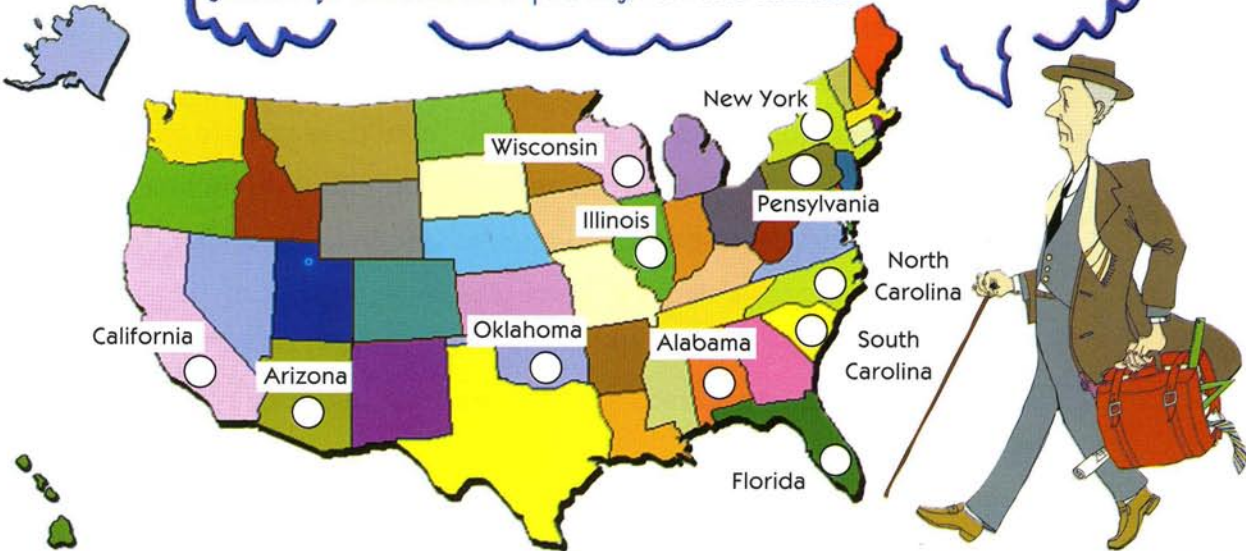 New York
Wisconsin
Illinois
Pensylvania
North
Carolina
California
Oklahoma
Alabama
South
Carolina
Arizona
Florida